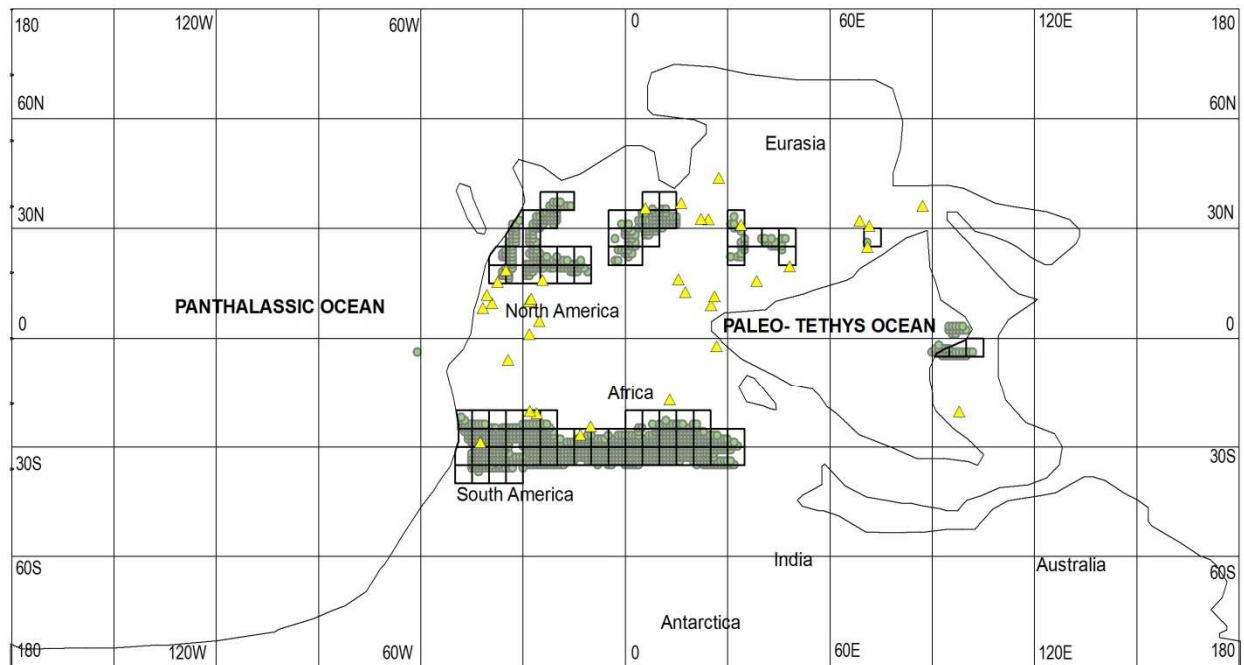 180 120W 60W 0 60E 120E 180
60N 60N
Eurasia
30N 30N
PANTHALASSIC OCEAN
North America
0 PALEO- TETHYS OCEAN 0
Africa
30S 30S
South America
60S India Australia 60S
Antarctica
180 120W 60W 0 60E 120E 180